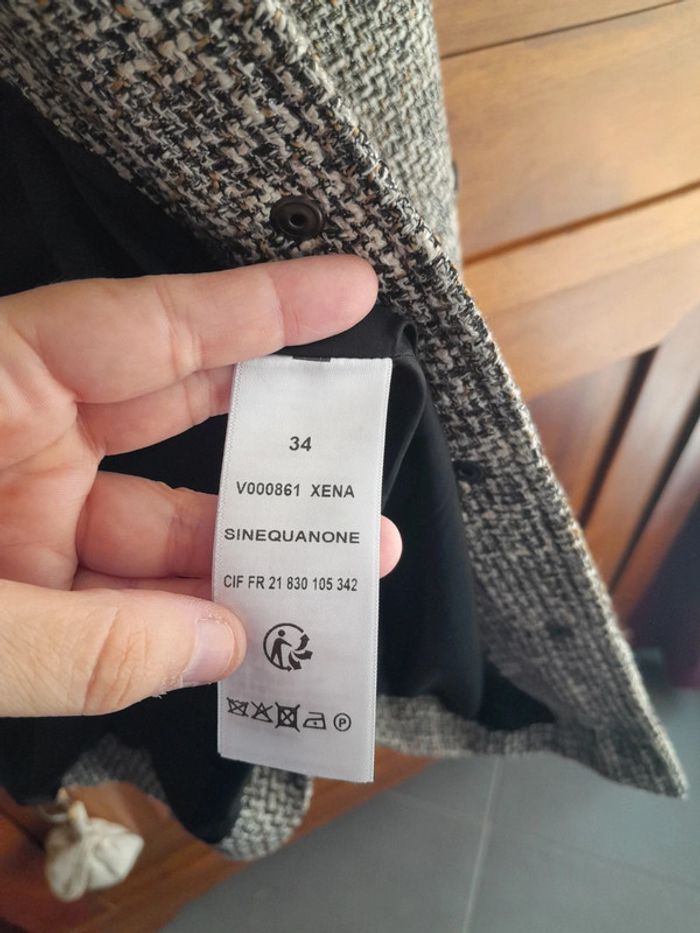 34
V000861 XENA
SINEQUANONE
CIF FR 21 830 105 342
P